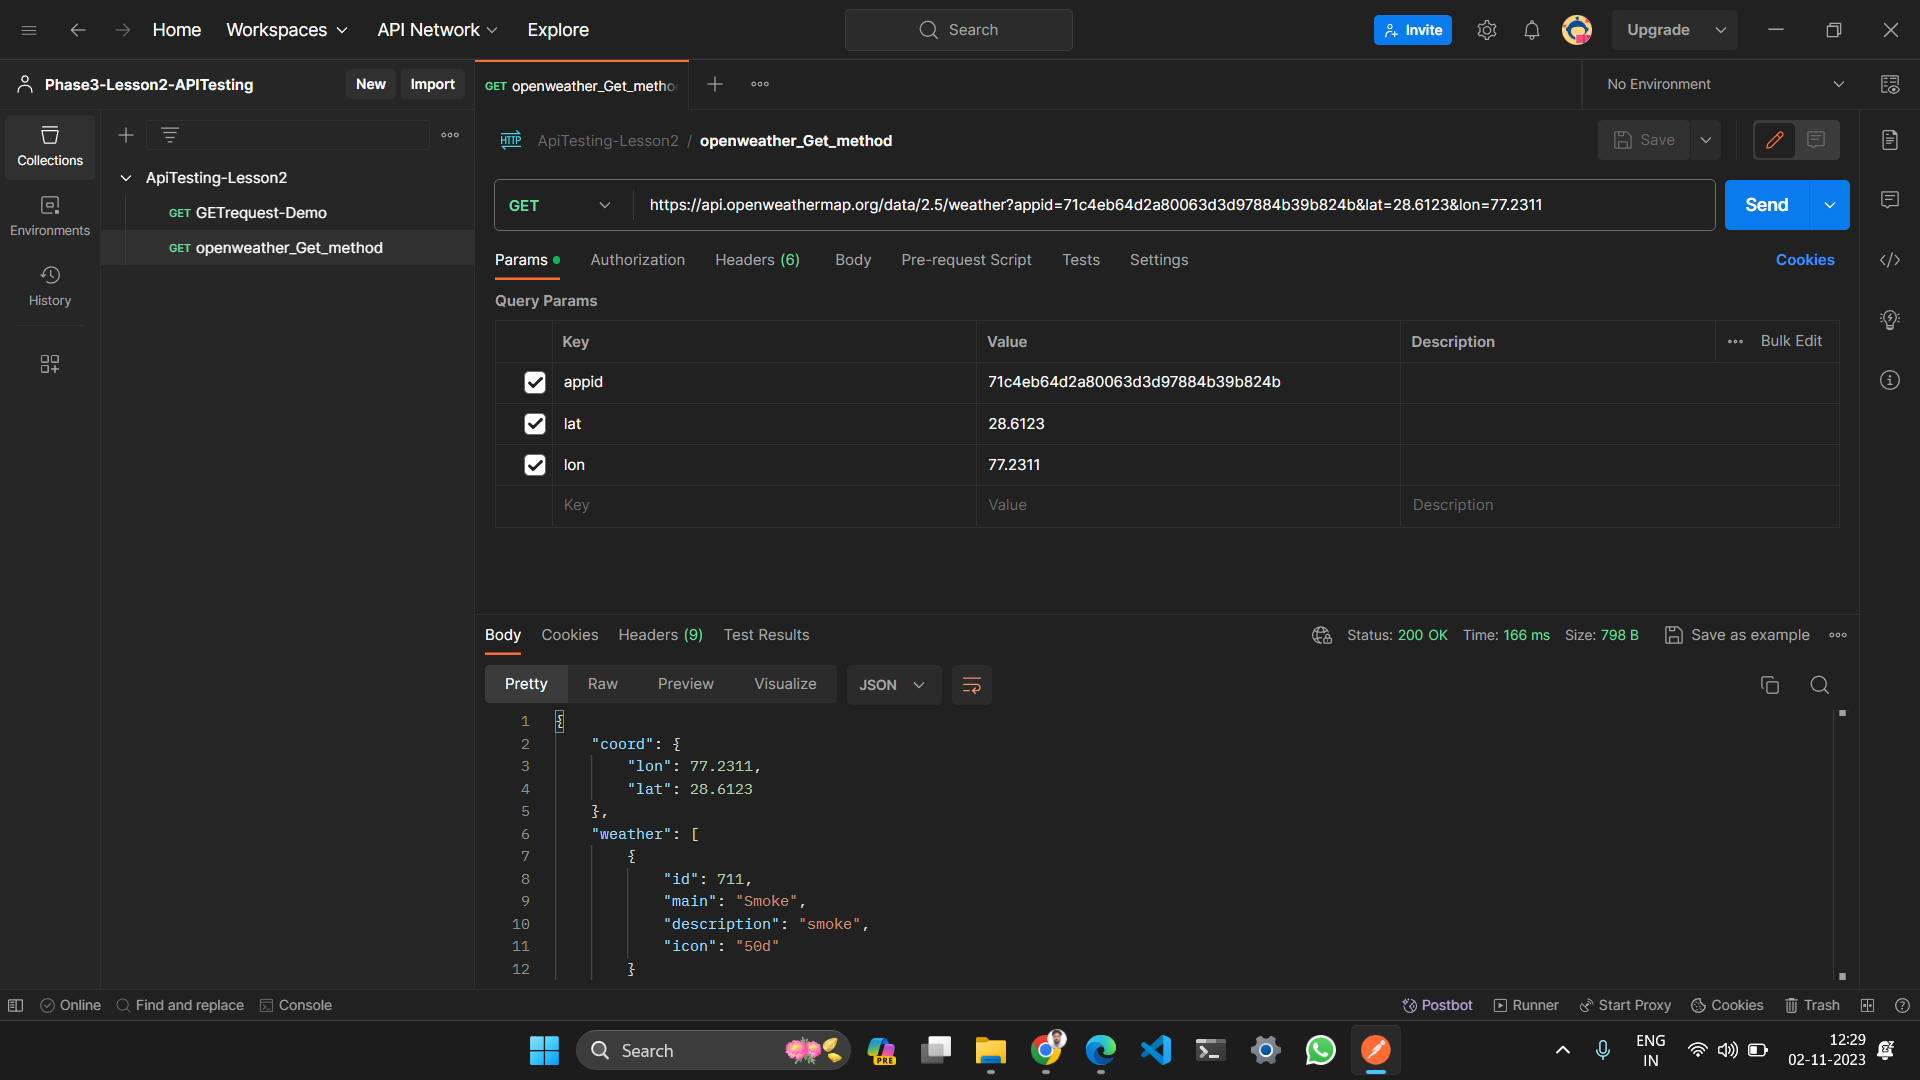 Home Workspaces API Network Explore Search Invite Upgrade
Phase3-Lesson2-APITesting New Import GET openweather_Get_metho No Environment
Collections
Environments
History
ApiTesting-Lesson2
GET GETrequest-Demo
GET openweather_Get_method
HTTP ApiTesting-Lesson2 / openweather_Get_method Save
GET https://api.openweathermap.org/data/2.5/weather?appid=71c4eb64d2a80063d3d97884b39b824b&lat=28.6123&lon=77.2311 Send
Params Authorization Headers (6) Body Pre-request Script Tests Settings Cookies
Query Params
Key Value Description Bulk Edit
appid 71c4eb64d2a80063d3d97884b39b824b
lat 28.6123
lon 77.2311
Key Value Description
Body Cookies Headers (9) Test Results Status: 200 OK Time: 166 ms Size: 798 B Save as example
Pretty Raw Preview Visualize JSON
1 {
2 "coord": {
3 "lon": 77.2311,
4 "lat": 28.6123
5 },
6 "weather": [
7 {
8 "id": 711,
9 "main": "Smoke",
10 "description": "smoke",
11 "icon": "50d"
12 }
Online Find and replace Console Postbot Runner Start Proxy Cookies Trash
Search PRE ENG IN 12:29
02-11-2023